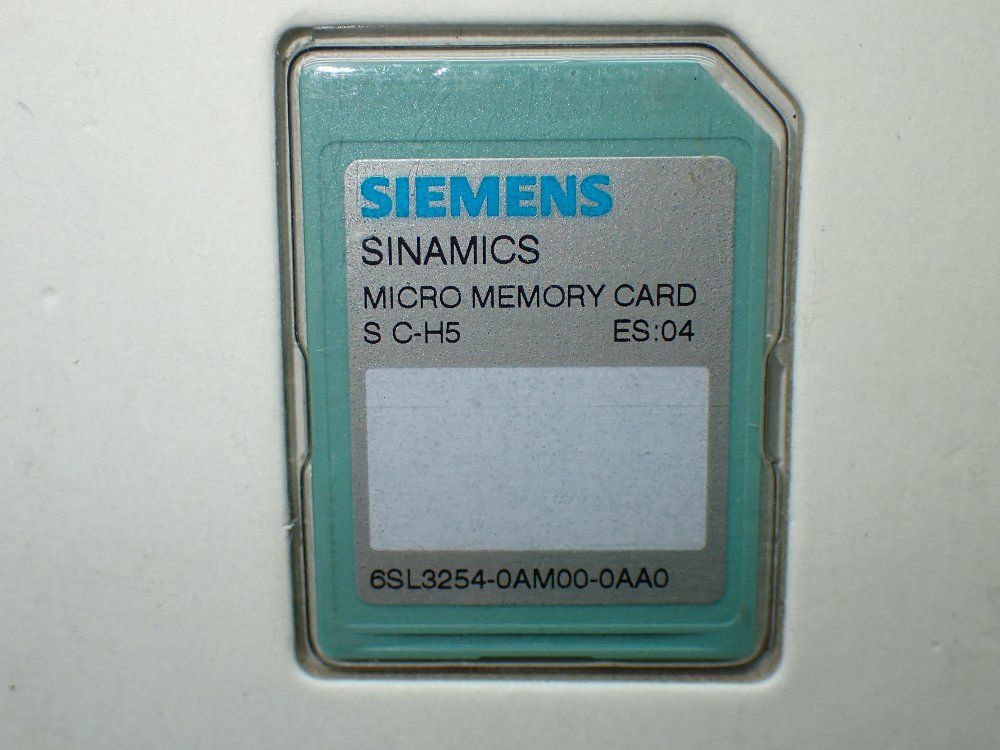 SIEMENS
SINAMICS
MICRO MEMORY CARD
S C-H5 ES:04
6SL3254-0AM00-0AA0